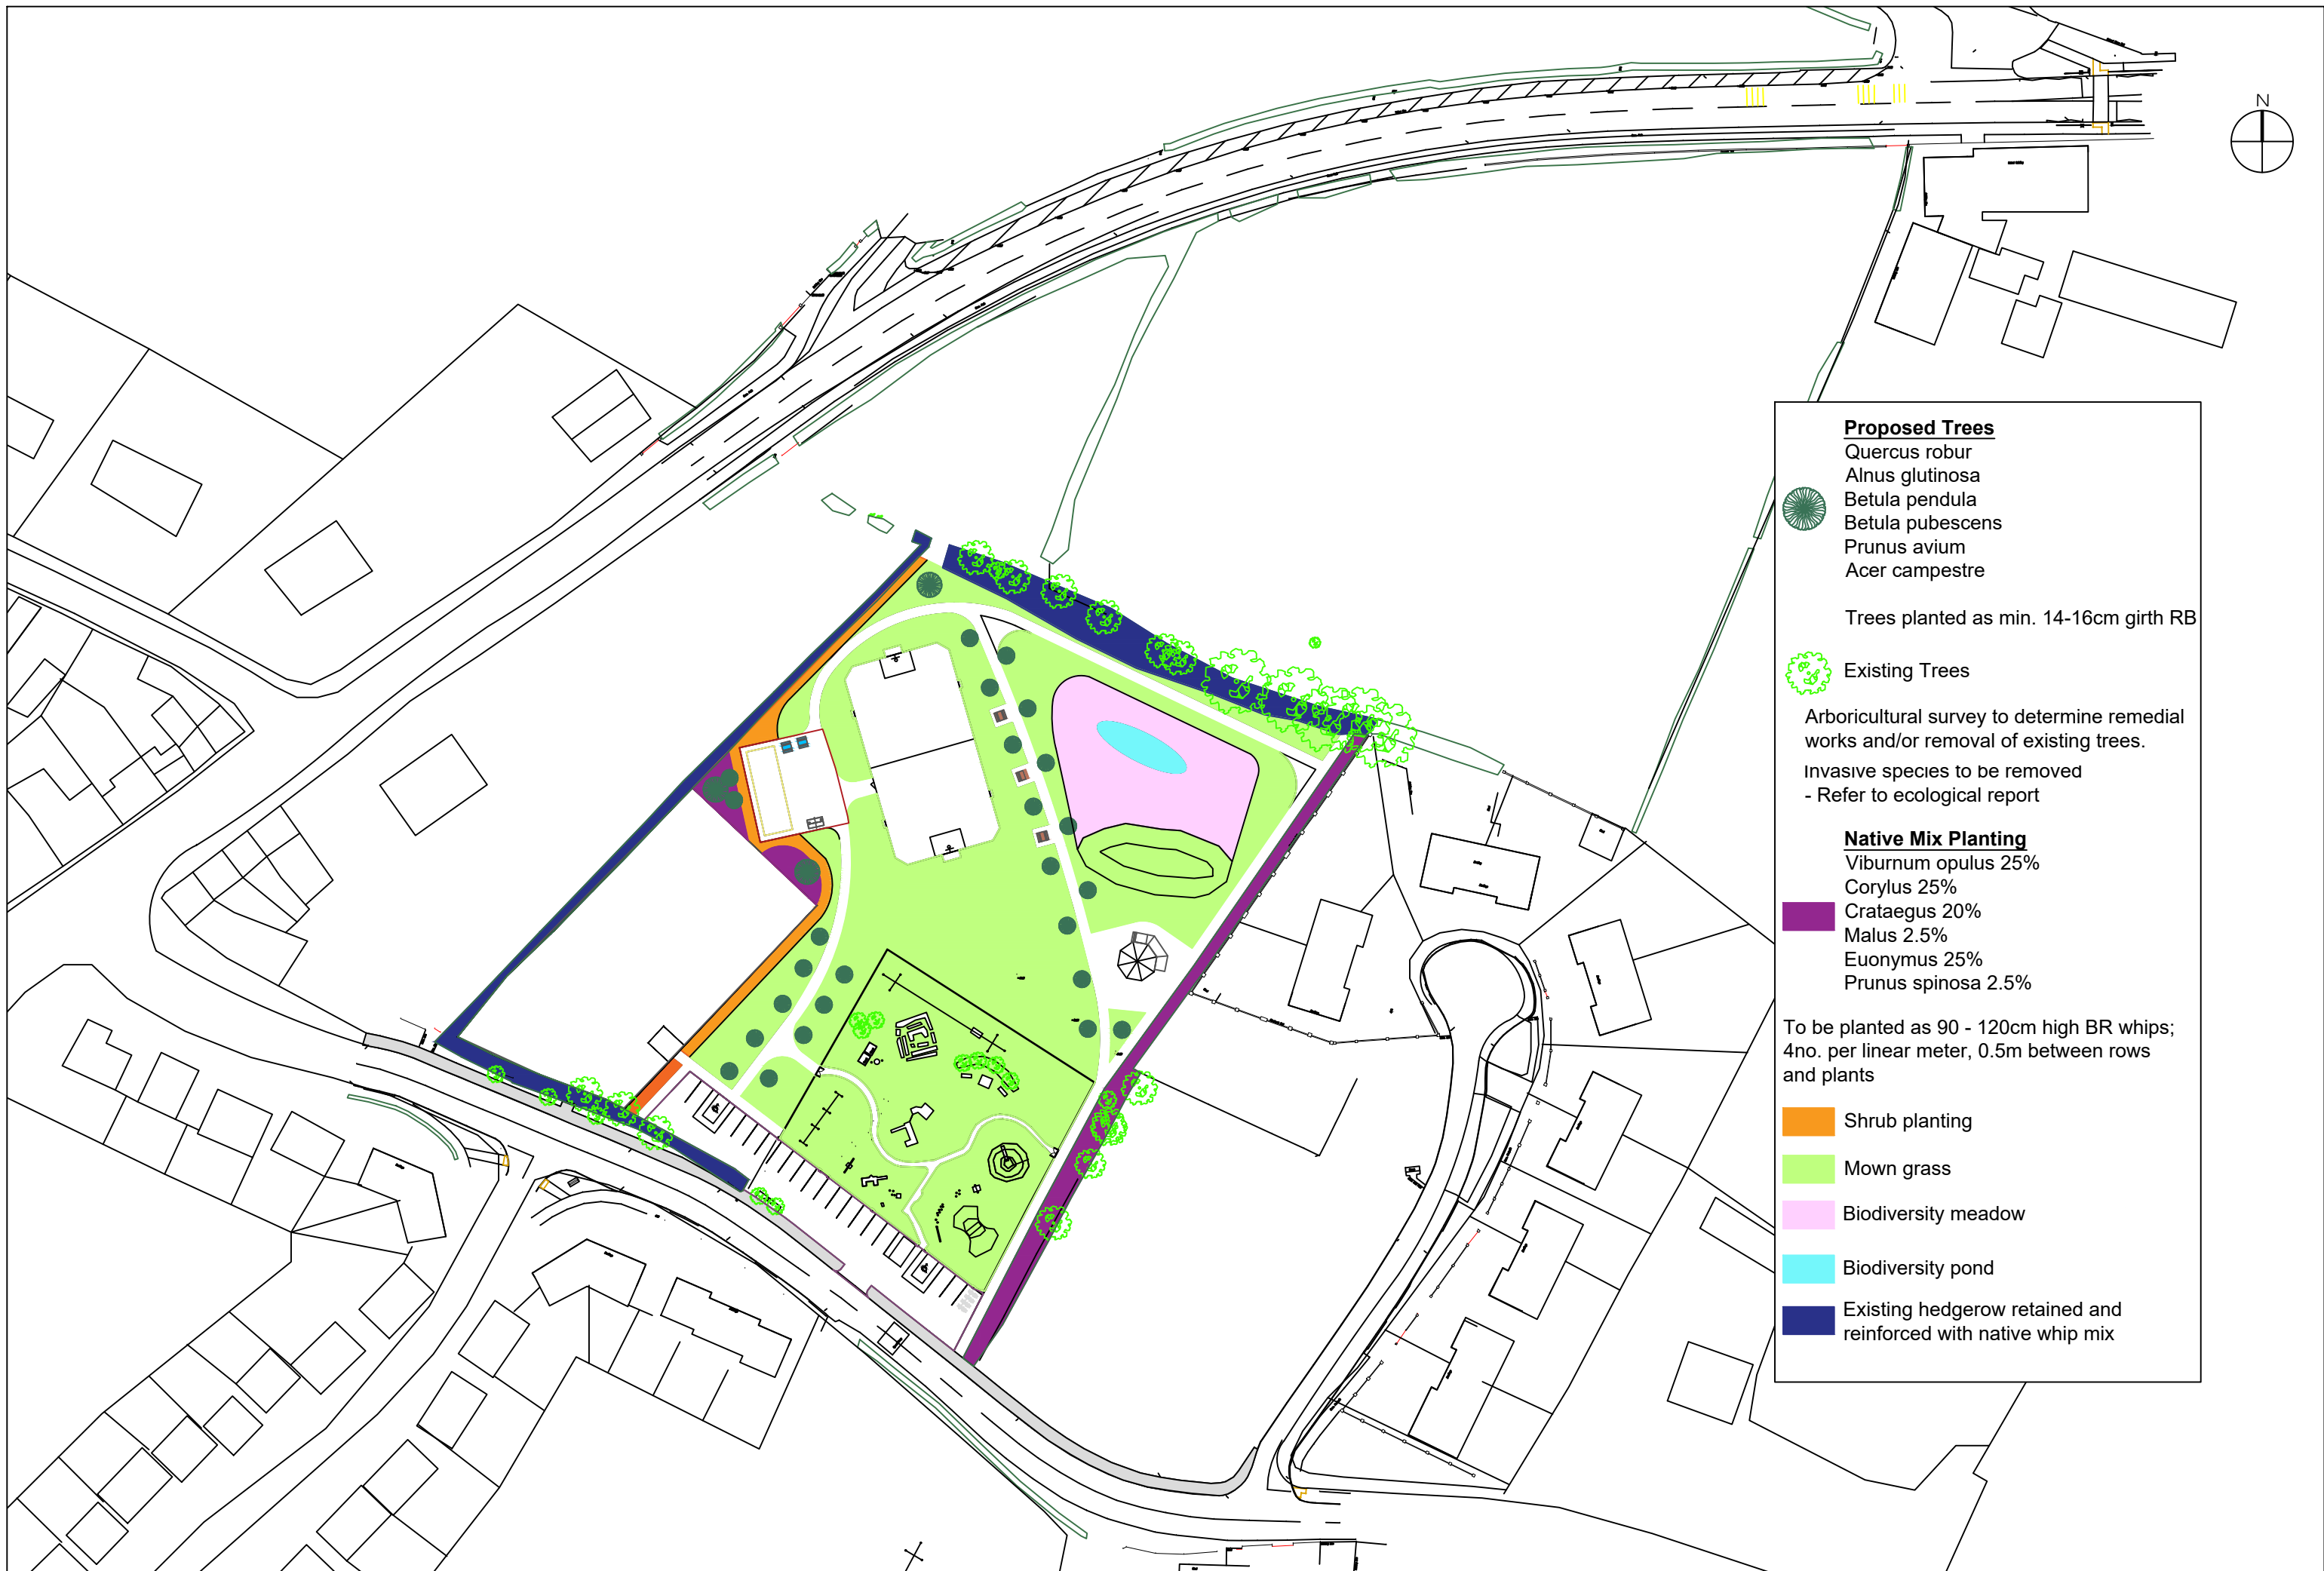 N
Proposed Trees
Quercus robur
Alnus glutinosa
Betula pendula
Betula pubescens
Prunus avium
Acer campestre
Trees planted as min. 14-16cm girth RB
Existing Trees
Arboricultural survey to determine remedial
works and/or removal of existing trees.
Invasive species to be removed
- Refer to ecological report
Native Mix Planting
Viburnum opulus 25%
Corylus 25%
Crataegus 20%
Malus 2.5%
Euonymus 25%
Prunus spinosa 2.5%
To be planted as 90 - 120cm high BR whips;
4no. per linear meter, 0.5m between rows
and plants
Shrub planting
Mown grass
Biodiversity meadow
Biodiversity pond
Existing hedgerow retained and
reinforced with native whip mix